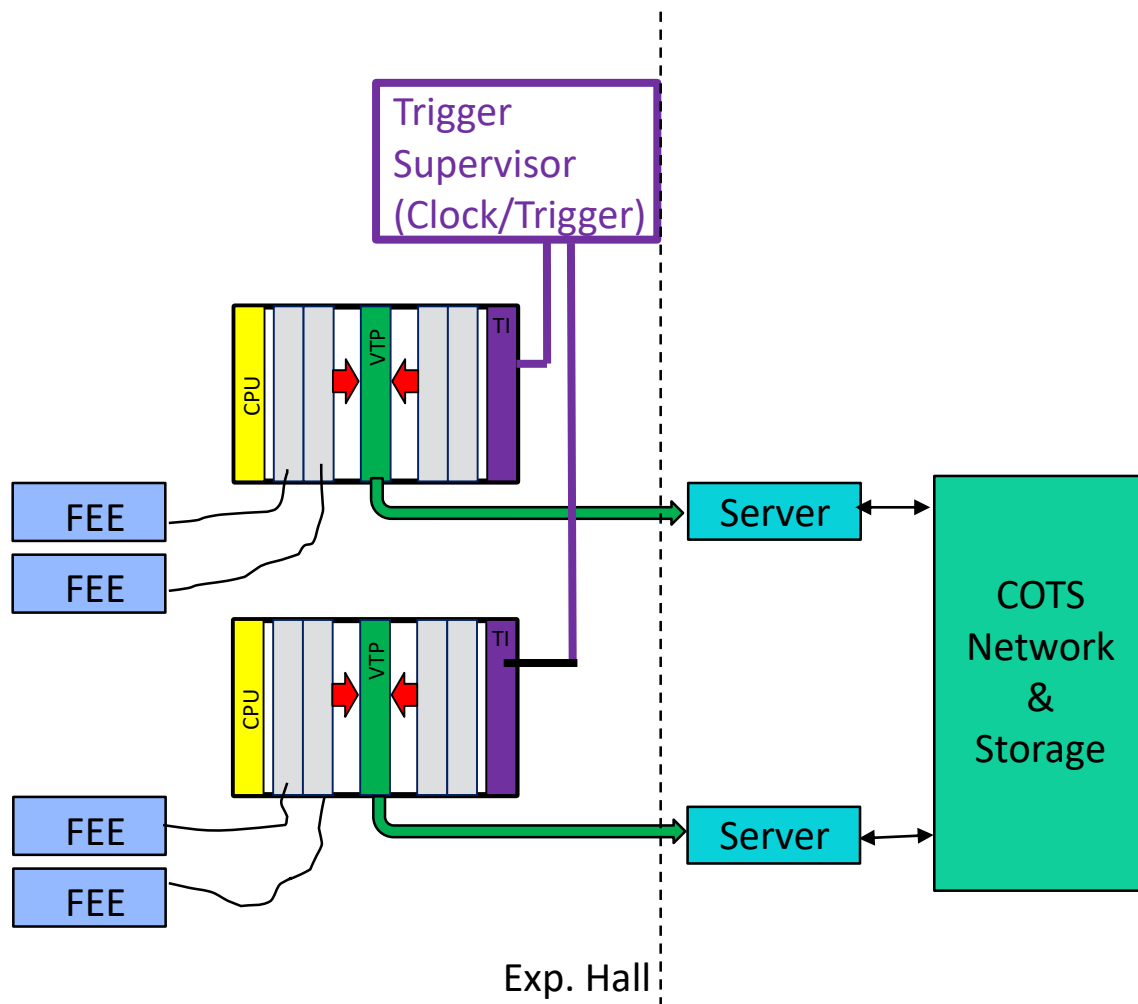 Trigger
Supervisor
(Clock/Trigger)
CPU
VTP
TI
FEE
FEE
Server
COTS
Network
&
Storage
CPU
VTP
TI
FEE
FEE
Server
Exp. Hall